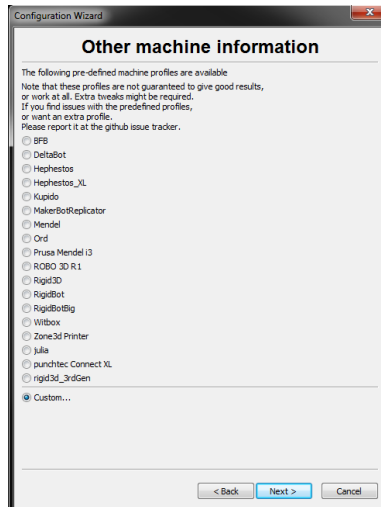 Configuration Wizard
x
Other machine information
The following pre-defined machine profiles are available
Note that these profiles are not guaranteed to give good results,
or work at all. Extra tweaks might be required.
If you find issues with the predefined profiles,
or want an extra profile.
Please report it at the github issue tracker.
BFB
DeltaBot
Hephestos
Hephestos_XL
Kupido
MakerBotReplicator
Mendel
Ord
Prusa Mendel i3
ROBO 3D R1
Rigid3D
RigidBot
RigidBotBig
Witbox
Zone3d Printer
julia
punchtec Connect XL
rigid3d_3rdGen
Custom...
< Back Next > Cancel